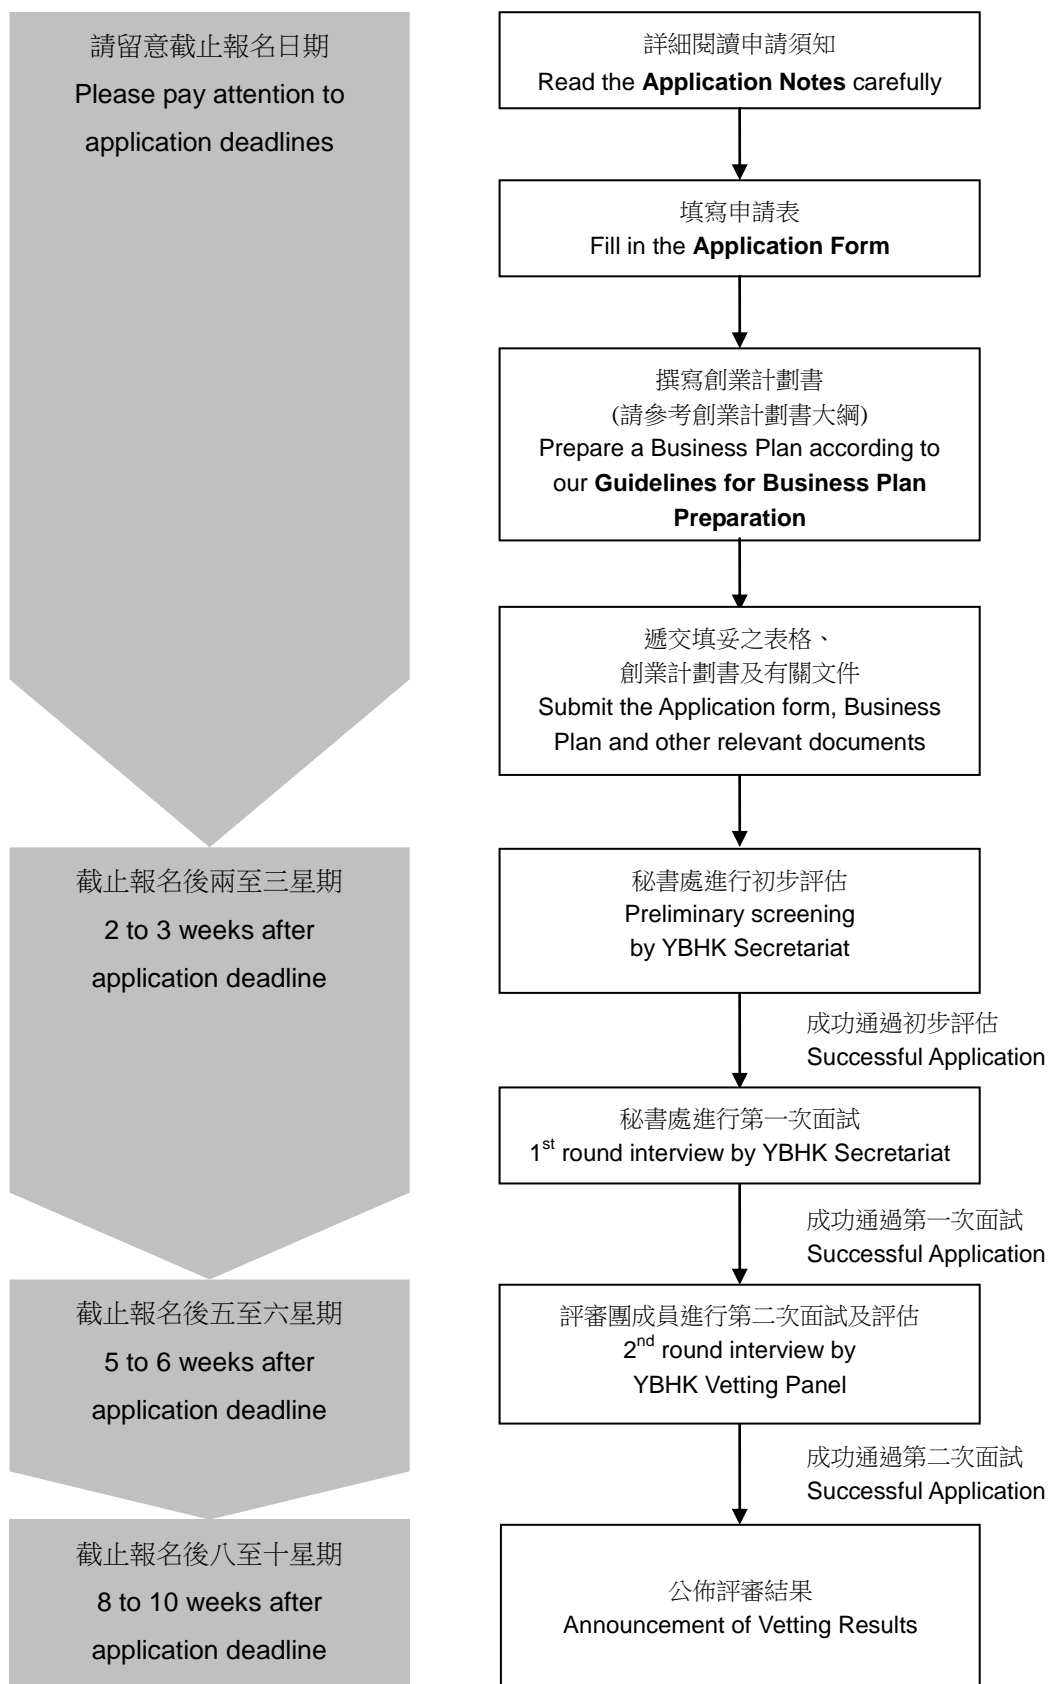 請留意截止報名日期
Please pay attention to
application deadlines
詳細閱讀申請須知
Read the Application Notes carefully
填寫申請表
Fill in the Application Form
撰寫創業計劃書
(請參考創業計劃書大綱)
Prepare a Business Plan according to
our Guidelines for Business Plan
Preparation
遞交填妥之表格、
創業計劃書及有關文件
Submit the Application form, Business
Plan and other relevant documents
截止報名後兩至三星期
2 to 3 weeks after
application deadline
秘書處進行初步評估
Preliminary screening
by YBHK Secretariat
成功通過初步評估
Successful Application
秘書處進行第一次面試
1st round interview by YBHK Secretariat
成功通過第一次面試
Successful Application
截止報名後五至六星期
5 to 6 weeks after
application deadline
評審團成員進行第二次面試及評估
2nd round interview by
YBHK Vetting Panel
成功通過第二次面試
Successful Application
截止報名後八至十星期
8 to 10 weeks after
application deadline
公佈評審結果
Announcement of Vetting Results